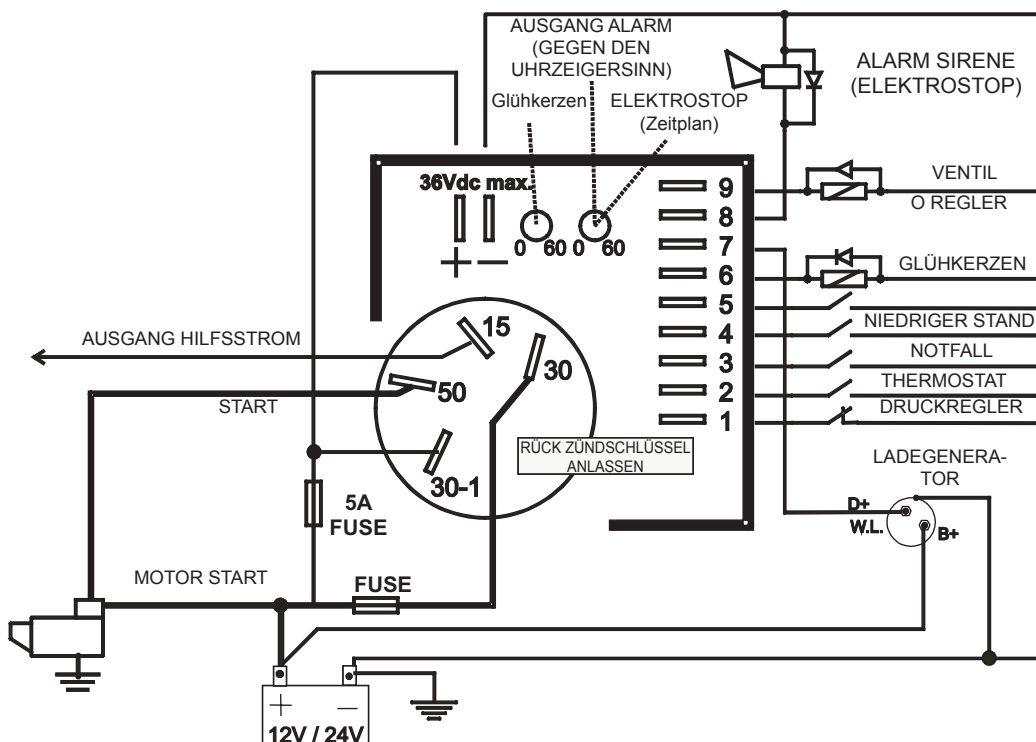 AUSGANG ALARM
(GEGEN DEN
UHRZEIGERSINN)
Glühkerzen
ELEKTROSTOP
(Zeitplan)
ALARM SIRENE
(ELEKTROSTOP)
36Vdc max.
0 60
0 60
+ −
9
8
7
6
5
4
3
2
1
VENTIL
O REGLER
GLÜHKERZEN
NIEDRIGER STAND
NOTFALL
THERMOSTAT
DRUCKREGLER
AUSGANG HILFSSTROM
15
30
50
START
30-1
RÜCK ZÜNDSCHLÜSSEL
ANLASSEN
LADEGENERA-
TOR
D+
W.L.
B+
5A
FUSE
MOTOR START
FUSE
+ −
12V / 24V